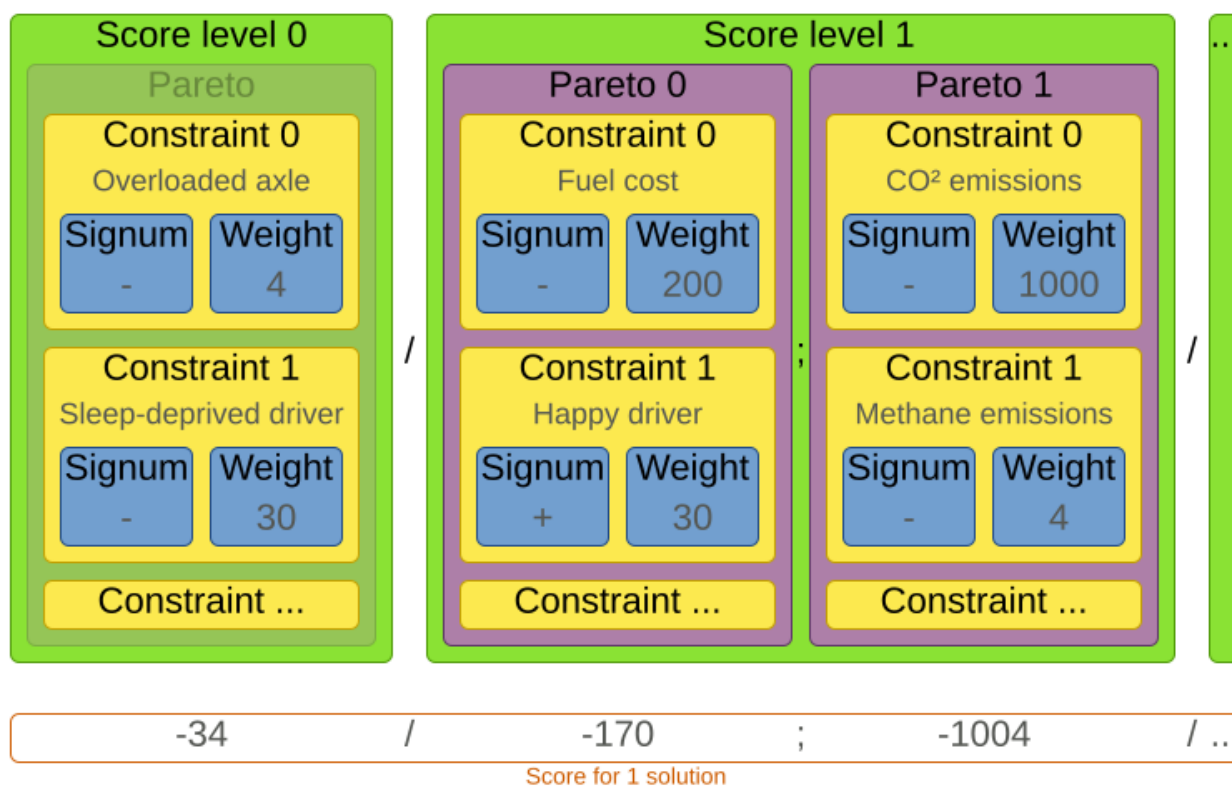 Score level 0
Pareto
Constraint 0
Overloaded axle
Signum Weight
- 4
Constraint 1
Sleep-deprived driver
Signum Weight
- 30
Constraint ...
/
Score level 1
Pareto 0
Constraint 0
Fuel cost
Signum Weight
- 200
Constraint 1
Happy driver
Signum Weight
+ 30
Constraint ...
;
Pareto 1
Constraint 0
CO² emissions
Signum Weight
- 1000
Constraint 1
Methane emissions
Signum Weight
- 4
Constraint ...
/
..
-34 / -170 ; -1004 / ..
Score for 1 solution